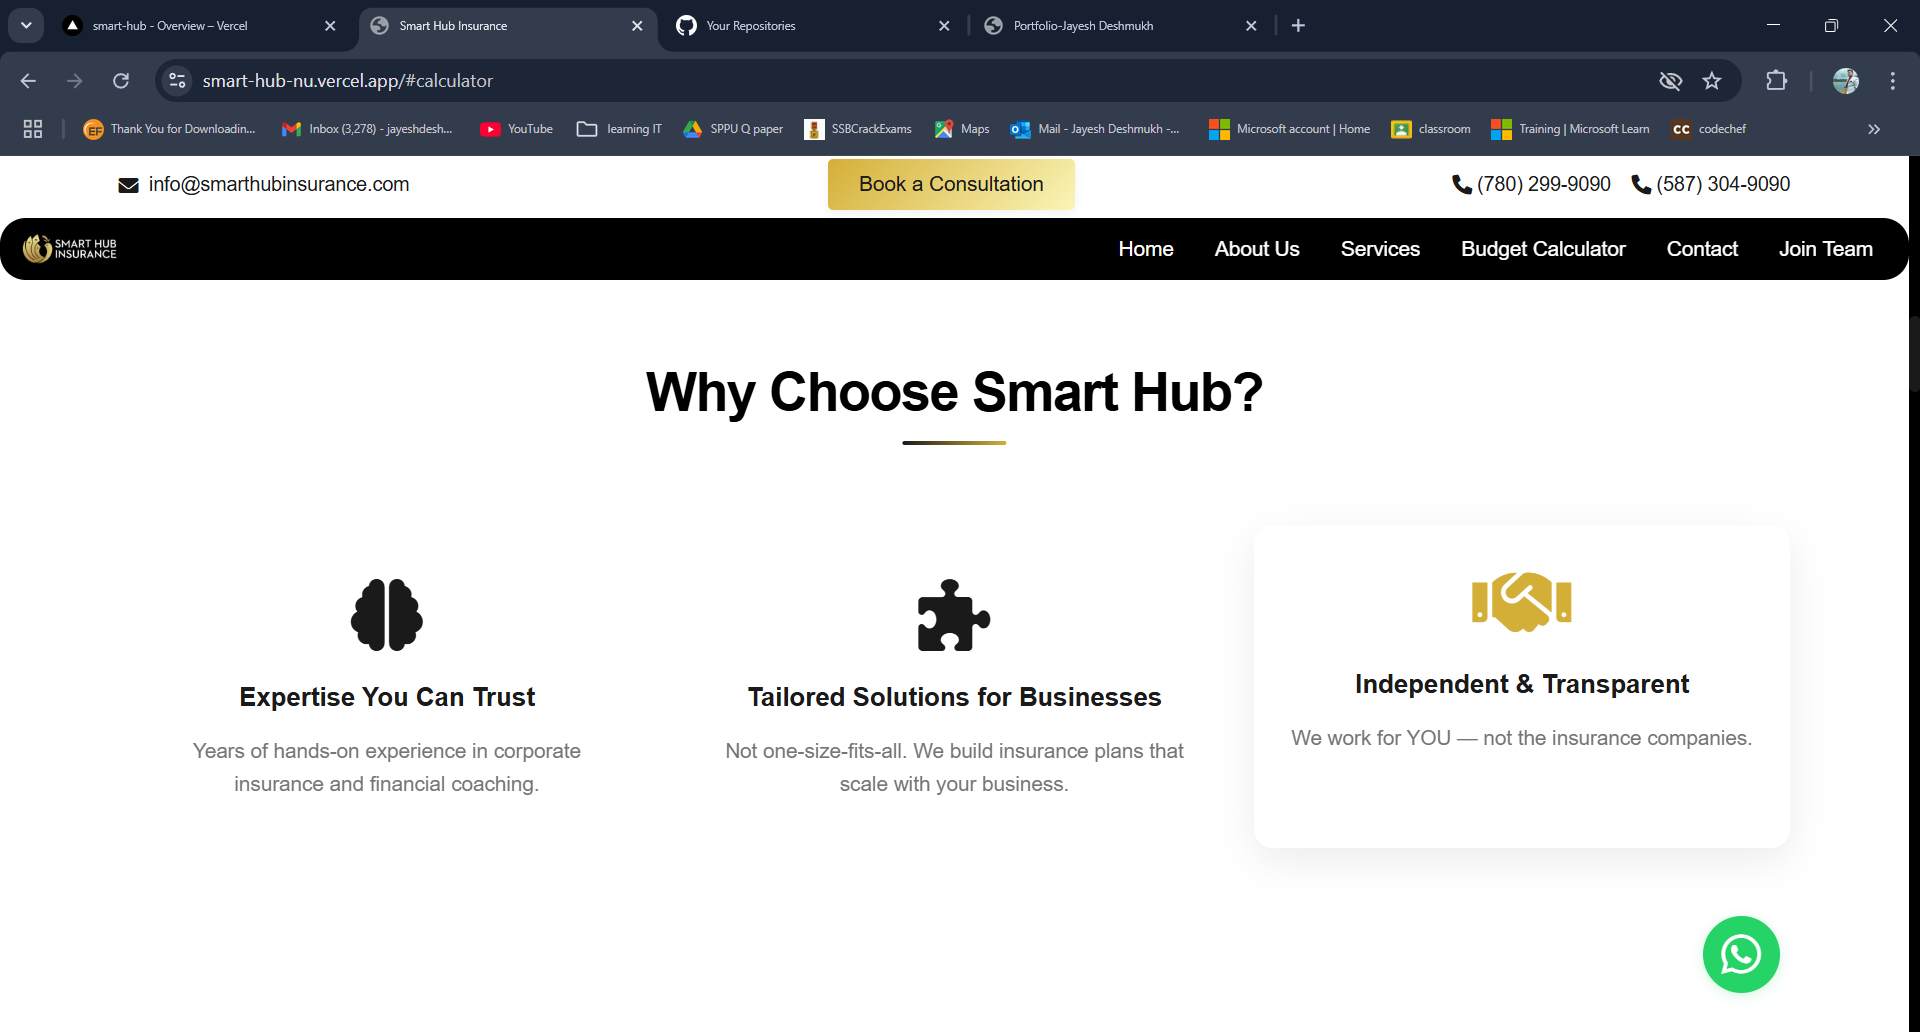 smart-hub - Overview – Vercel
Smart Hub Insurance
Your Repositories
Portfolio-Jayesh Deshmukh
smart-hub-nu.vercel.app/#calculator
EF Thank You for Downloadin...
Inbox (3,278) - jayeshdesh...
YouTube
learning IT
SPPU Q paper
SSBCrackExams
Maps
Mail - Jayesh Deshmukh -...
Microsoft account | Home
classroom
Training | Microsoft Learn
CC codechef
info@smarthubinsurance.com
Book a Consultation
(780) 299-9090
(587) 304-9090
SMART HUB
INSURANCE
Home
About Us
Services
Budget Calculator
Contact
Join Team
Why Choose Smart Hub?
Expertise You Can Trust
Years of hands-on experience in corporate
insurance and financial coaching.
Tailored Solutions for Businesses
Not one-size-fits-all. We build insurance plans that
scale with your business.
Independent & Transparent
We work for YOU — not the insurance companies.